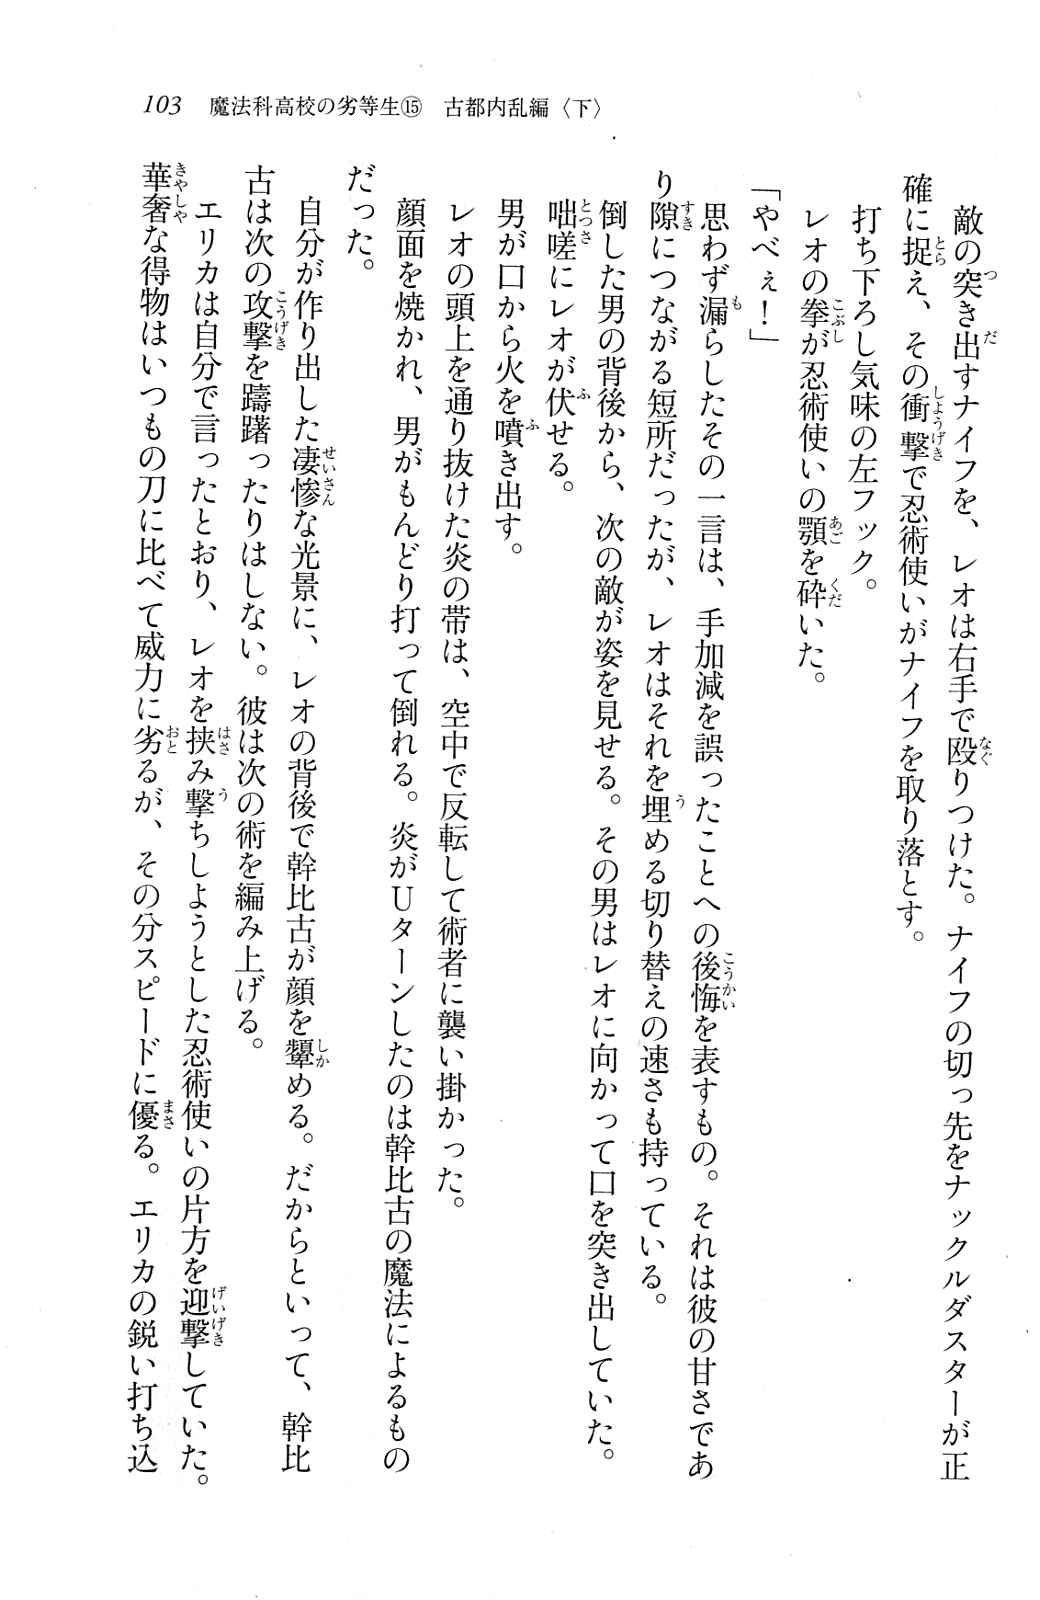 103　魔法科高校の劣等生⑮　古都内乱編〈下〉
　敵の突き出すナイフを、レオは右手で殴りつけた。ナイフの切っ先をナックルダスターが正
確に捉え、その衝撃で忍術使いがナイフを取り落とす。
　打ち下ろし気味の左フック。
　レオの拳が忍術使いの顎を砕いた。
「やべぇ！」
　思わず漏らしたその一言は、手加減を誤ったことへの後悔を表すもの。それは彼の甘さであ
り隙につながる短所だったが、レオはそれを埋める切り替えの速さも持っている。
　倒した男の背後から、次の敵が姿を見せる。その男はレオに向かって口を突き出していた。
　咄嗟にレオが伏せる。
　男が口から火を噴き出す。
　レオの頭上を通り抜けた炎の帯は、空中で反転して術者に襲い掛かった。
　顔面を焼かれ、男がもんどり打って倒れる。炎がUターンしたのは幹比古の魔法によるもの
だった。
　自分が作り出した凄惨な光景に、レオの背後で幹比古が顔を顰める。だからといって、幹比
古は次の攻撃を躊躇ったりはしない。彼は次の術を編み上げる。
　エリカは自分で言ったとおり、レオを挟み撃ちしようとした忍術使いの片方を迎撃していた。
華奢な得物はいつもの刀に比べて威力に劣るが、その分スピードに優る。エリカの鋭い打ち込